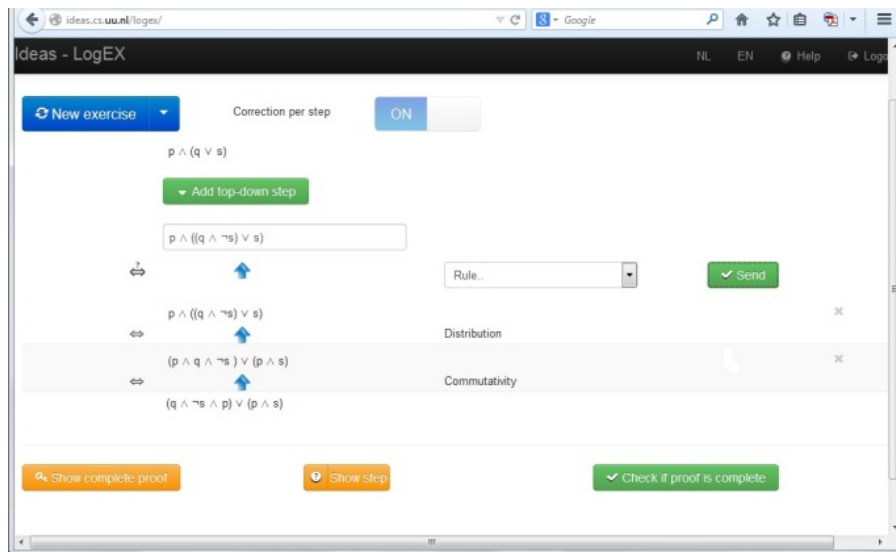 ideas.cs.uu.nl/logex/
Google
Ideas - LogEX NL EN Help Logo
New exercise Correction per step ON
p ∧ (q ∨ s)
Add top-down step
p ∧ ((q ∧ ¬s) ∨ s)
?
⇔ Rule.. Send
p ∧ ((q ∧ ¬s) ∨ s)
⇔ Distribution
(p ∧ q ∧ ¬s ) ∨ (p ∧ s)
⇔ Commutativity
(q ∧ ¬s ∧ p) ∨ (p ∧ s)
Show complete proof Show step Check if proof is complete